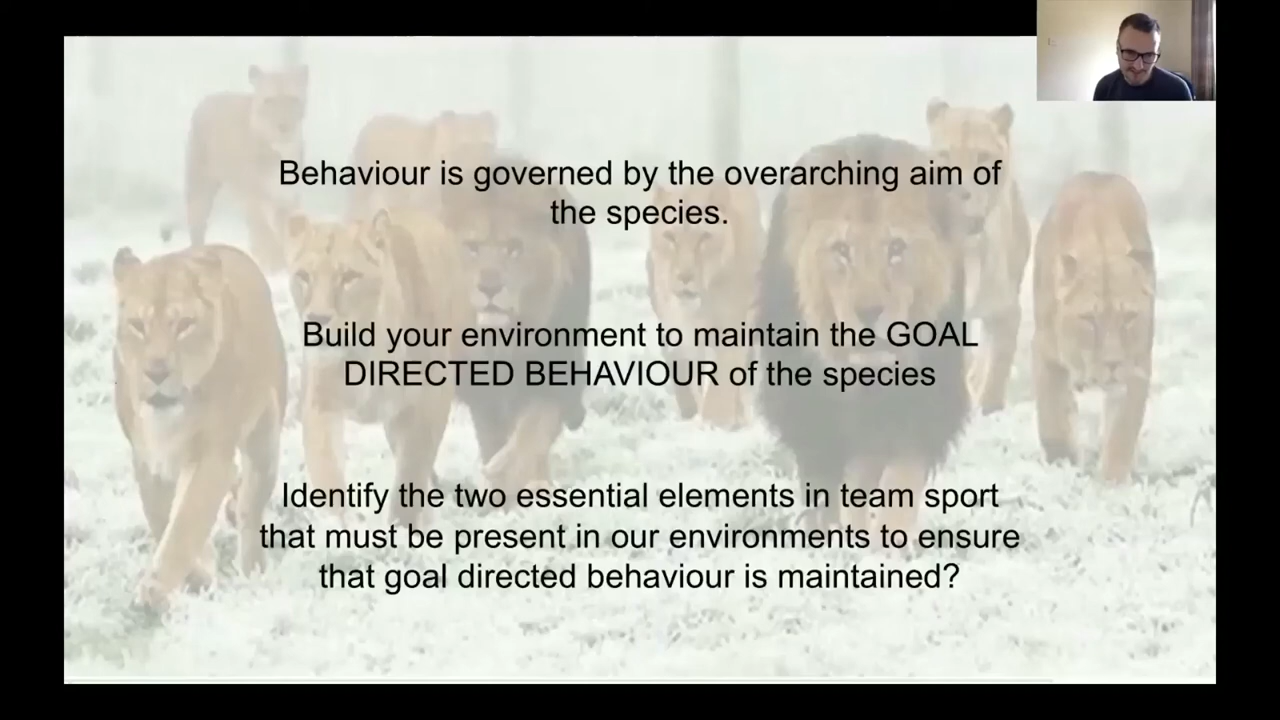 Behaviour is governed by the overarching aim of
the species.
Build your environment to maintain the GOAL
DIRECTED BEHAVIOUR of the species
Identify the two essential elements in team sport
that must be present in our environments to ensure
that goal directed behaviour is maintained?